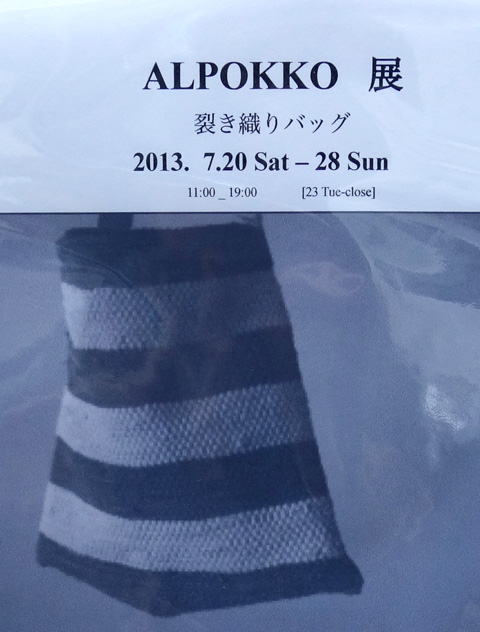 ALPOKKO 展
裂き織りバッグ
2013. 7.20 Sat – 28 Sun
11:00 _ 19:00 [23 Tue-close]